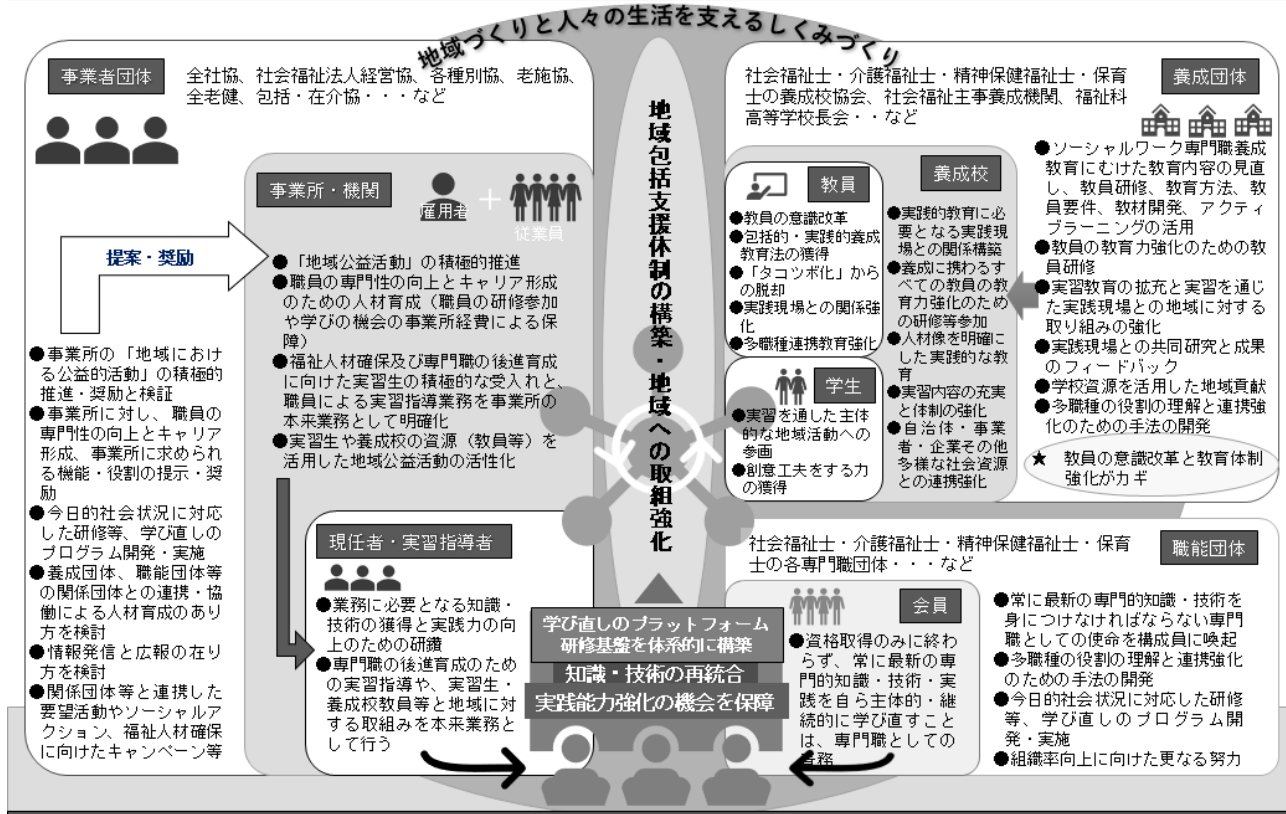 地域づくりと人々の生活を支えるしくみづくり
事業者団体
全社協、社会福祉法人経営協、各種別協、老施協、
全老健、包括・在介協・・・など
提案・奨励
●事業所の「地域におけ
る公益的活動」の積極的
推進・奨励と検証
●事業所に対し、職員の
専門性の向上とキャリア
形成、事業所に求められ
る機能・役割の提示・奨
励
●今日的社会状況に対応
した研修等、学び直しの
プログラム開発・実施
●養成団体、職能団体等
の関係団体との連携・協
働による人材育成のあり
方を検討
●情報発信と広報の在り
方を検討
●関係団体等と連携した
要望活動やソーシャルア
クション、福祉人材確保
に向けたキャンペーン等
事業所・機関
雇用者
+
従業員
●「地域公益活動」の積極的推進
●職員の専門性の向上とキャリア形成
のための人材育成（職員の研修参加
や学びの機会の事業所経費による保
障）
●福祉人材確保及び専門職の後進育成
に向けた実習生の積極的な受入れと、
職員による実習指導業務を事業所の
本来業務として明確化
●実習生や養成校の資源（教員等）を
活用した地域公益活動の活性化
現任者・実習指導者
●業務に必要となる知識・
技術の獲得と実践力の向
上のための研鑽
●専門職の後進育成のため
の実習指導や、実習生・
養成校教員等と地域に対
する取組みを本来業務と
して行う
地域包括支援体制の構築・地域への取組強化
学び直しのプラットフォーム
研修基盤を体系的に構築
知識・技術の再統合
実践能力強化の機会を保障
社会福祉士・介護福祉士・精神保健福祉士・保育
士の養成校協会、社会福祉主事養成機関、福祉科
高等学校長会・・など
養成団体
教員
●教員の意識改革
●包括的・実践的養成
教育法の獲得
●「タコツボ化」から
の脱却
●実践現場との関係強
化
●多職種連携教育強化
学生
●実習を通した主体
的な地域活動への
参画
●創意工夫をする力
の獲得
養成校
●実践的教育に必
要となる実践現
場との関係構築
●養成に携わるす
べての教員の教
育力強化のため
の研修等参加
●人材像を明確に
した実践的な教
育
●実習内容の充実
と体制の強化
●自治体・事業
者・企業その他
多様な社会資源
との連携強化
●ソーシャルワーク専門職養成
教育にむけた教育内容の見直
し、教員研修、教育方法、教
員要件、教材開発、アクティ
ブラーニングの活用
●教員の教育力強化のための教
員研修
●実習教育の拡充と実習を通じ
た実践現場との地域に対する
取り組みの強化
●実践現場との共同研究と成果
のフィードバック
●学校資源を活用した地域貢献
●多職種の役割の理解と連携強
化のための手法の開発
★ 教員の意識改革と教育体制
強化がカギ
社会福祉士・介護福祉士・精神保健福祉士・保育
士の各専門職団体・・・など
職能団体
会員
●資格取得のみに終わ
らず、常に最新の専
門的知識・技術・実
践を自ら主体的・継
続的に学び直すこと
は、専門職としての
責務
●常に最新の専門的知識・技術を
身につけなければならない専門
職としての使命を構成員に喚起
●多職種の役割の理解と連携強化
のための手法の開発
●今日的社会状況に対応した研修
等、学び直しのプログラム開
発・実施
●組織率向上に向けた更なる努力